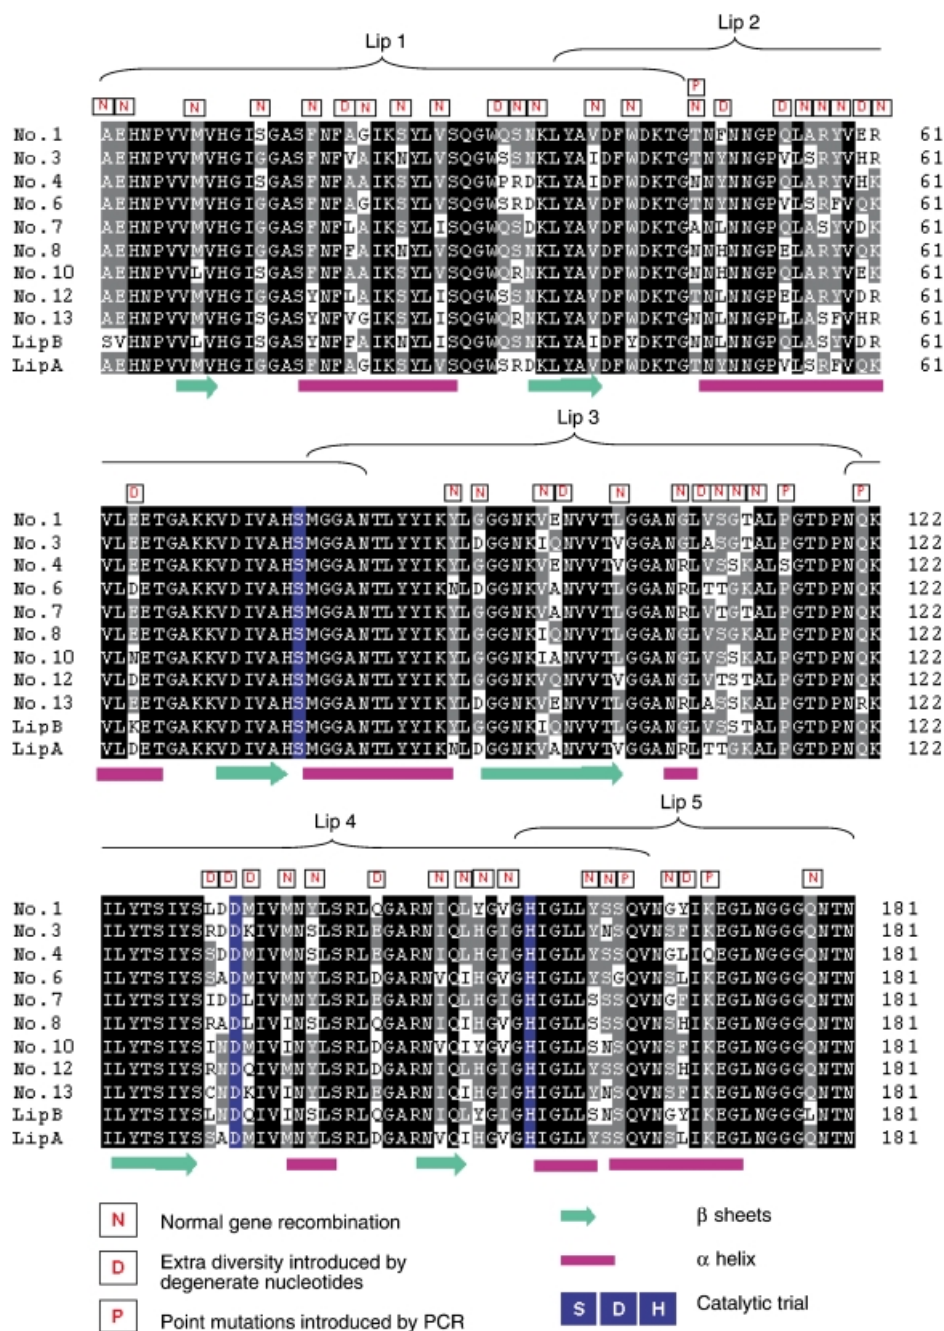 Lip 1
Lip 2
P
N N N N N D N N N D N N N N N D D N N N D N
No.1 AEHNPVVMVHGISGASFNFAGIKSYLVSQGWQSNKLYAVDFWDKTGTNFNNGPQLARYVER 61
No.3 AEHNPVVMVHGIGGASFNFVAIKNYLVSQGWSSNKLYAIDFWDKTGTNYNNGPVLSRYVHR 61
No.4 AEHNPVVMVHGISGASFNFAAIKSYLVSQGWPRDKLYAIDFWDKTGNNYNNGPQLARYVHK 61
No.6 AEHNPVVMVHGIGGASFNFAGIKSYLVSQGWSRDKLYAVDFWDKTGTNYNNGPVLSRFVQK 61
No.7 AEHNPVVMVHGIGGASFNFLAIKSYLISQGWQSDKLYAVDFWDKTGANLNNGPQLASYVDK 61
No.8 AEHNPVVMVHGIGGASFNFFAIKNYLVSQGWQSNKLYAVDFWDKTGNNHNNGPELARYVQK 61
No.10 AEHNPVVLVHGISGASFNFAAIKSYLVSQGWQRNKLYAVDFWDKTGNNHNNGPQLARYVEK 61
No.12 AEHNPVVMVHGIGGASYNFLAIKSYLISQGWSSNKLYAVDFWDKTGTNLNNGPELARYVDR 61
No.13 AEHNPVVMVHGISGASYNFVGIKSYLISQGWQRNKLYAVDFWDKTGNNLNNGPLLASFVHR 61
LipB SVHNPVVLVHGISGASYNFFAIKNYLISQGWQSNKLYAIDFYDKTGNNLNNGPQLASYVDR 61
LipA AEHNPVVMVHGIGGASFNFAGIKSYLVSQGWSRDKLYAVDFWDKTGTNYNNGPVLSRFVQK 61
Lip 3
D N N N D N N D N N N P P
No.1 VLEETGAKKVDIVAHSMGGANTLYYIKYLGGGNKVENVVTLGGANGLVSGTALPGTDPNQK 122
No.3 VLEETGAKKVDIVAHSMGGANTLYYIKYLDGGNKIQNVVTVGGANGLASGTALPGTDPNQK 122
No.4 VLEETGAKKVDIVAHSMGGANTLYYIKYLGGGNKVENVVTVGGANRLVSSKALSGTDPNQK 122
No.6 VLDETGAKKVDIVAHSMGGANTLYYIKNLDGGNKVANVVTLGGANRLTTGKALPGTDPNQK 122
No.7 VLEETGAKKVDIVAHSMGGANTLYYIKYLGGGNKVANVVTLGGANRLVTGTALPGTDPNQK 122
No.8 VLEETGAKKVDIVAHSMGGANTLYYIKYLGGGNKIQNVVTLGGANGLVSGKALPGTDPNQK 122
No.10 VLNETGAKKVDIVAHSMGGANTLYYIKYLGGGNKIANVVTLGGANGLVSSKALPGTDPNQK 122
No.12 VLDETGAKKVDIVAHSMGGANTLYYIKYLGGGNKVQNVVTVGGANGLVTSTALPGTDPNQK 122
No.13 VLEETGAKKVDIVAHSMGGANTLYYIKYLDGGNKVENVVTLGGANRLASSKALPGTDPNRK 122
LipB VLKETGAKKVDIVAHSMGGANTLYYIKYLGGGNKIQNVVTLGGANGLVSSTALPGTDPNQK 122
LipA VLDETGAKKVDIVAHSMGGANTLYYIKNLDGGNKVANVVTVGGANRLTTGKALPGTDPNQK 122
Lip 4
Lip 5
D D D N N D N N N N N N P N D P N
No.1 ILYTSIYSLDDMIVMNYLSRLQGARNIQLYGVGHIGLLYSSQVNGYIKEGLNGGGQNTN 181
No.3 ILYTSIYSRDDKIVMNSLSRLEGARNIQLHGIGHIGLLYNSQVNSFIKEGLNGGGQNTN 181
No.4 ILYTSIYSSDDMIVMNSLSRLEGARNIQLHGIGHIGLLYSSQVNGLIQEGLNGGGQNTN 181
No.6 ILYTSIYSSADMIVMNYLSRLDGARNVQIHGVGHIGLLYSGQVNSLIKEGLNGGGQNTN 181
No.7 ILYTSIYSIDDLIVMNYLSRLEGARNIQLHGIGHIGLLSSSQVNGFIKEGLNGGGQNTN 181
No.8 ILYTSIYSRADLIVINSLSRLQGARNIQIHGVGHIGLLSSSQVNSHIKEGLNGGGQNTN 181
No.10 ILYTSIYSINDMIVINYLSRLDGARNVQIYGVGHIGLLSNSQVNGYIKEGLNGGGQNTN 181
No.12 ILYTSIYSRNDQIVINYLSRLDGARNIQLHGIGHIGLLYSSQVNSHIKEGLNGGGQNTN 181
No.13 ILYTSIYSCNDKIVINYLSRLEGARNIQIHGIGHIGLLYNSQVNSFIKEGLNGGGQNTN 181
LipB ILYTSIYSLNDQIVINSLSRLQGARNIQLYGIGHIGLLSNSQVNGYIKEGLNGGGLNTN 181
LipA ILYTSIYSSADMIVMNYLSRLDGARNVQIHGVGHIGLLYSSQVNSLIKEGLNGGGQNTN 181
N Normal gene recombination
D Extra diversity introduced by
degenerate nucleotides
P Point mutations introduced by PCR
β sheets
α helix
S D H Catalytic trial